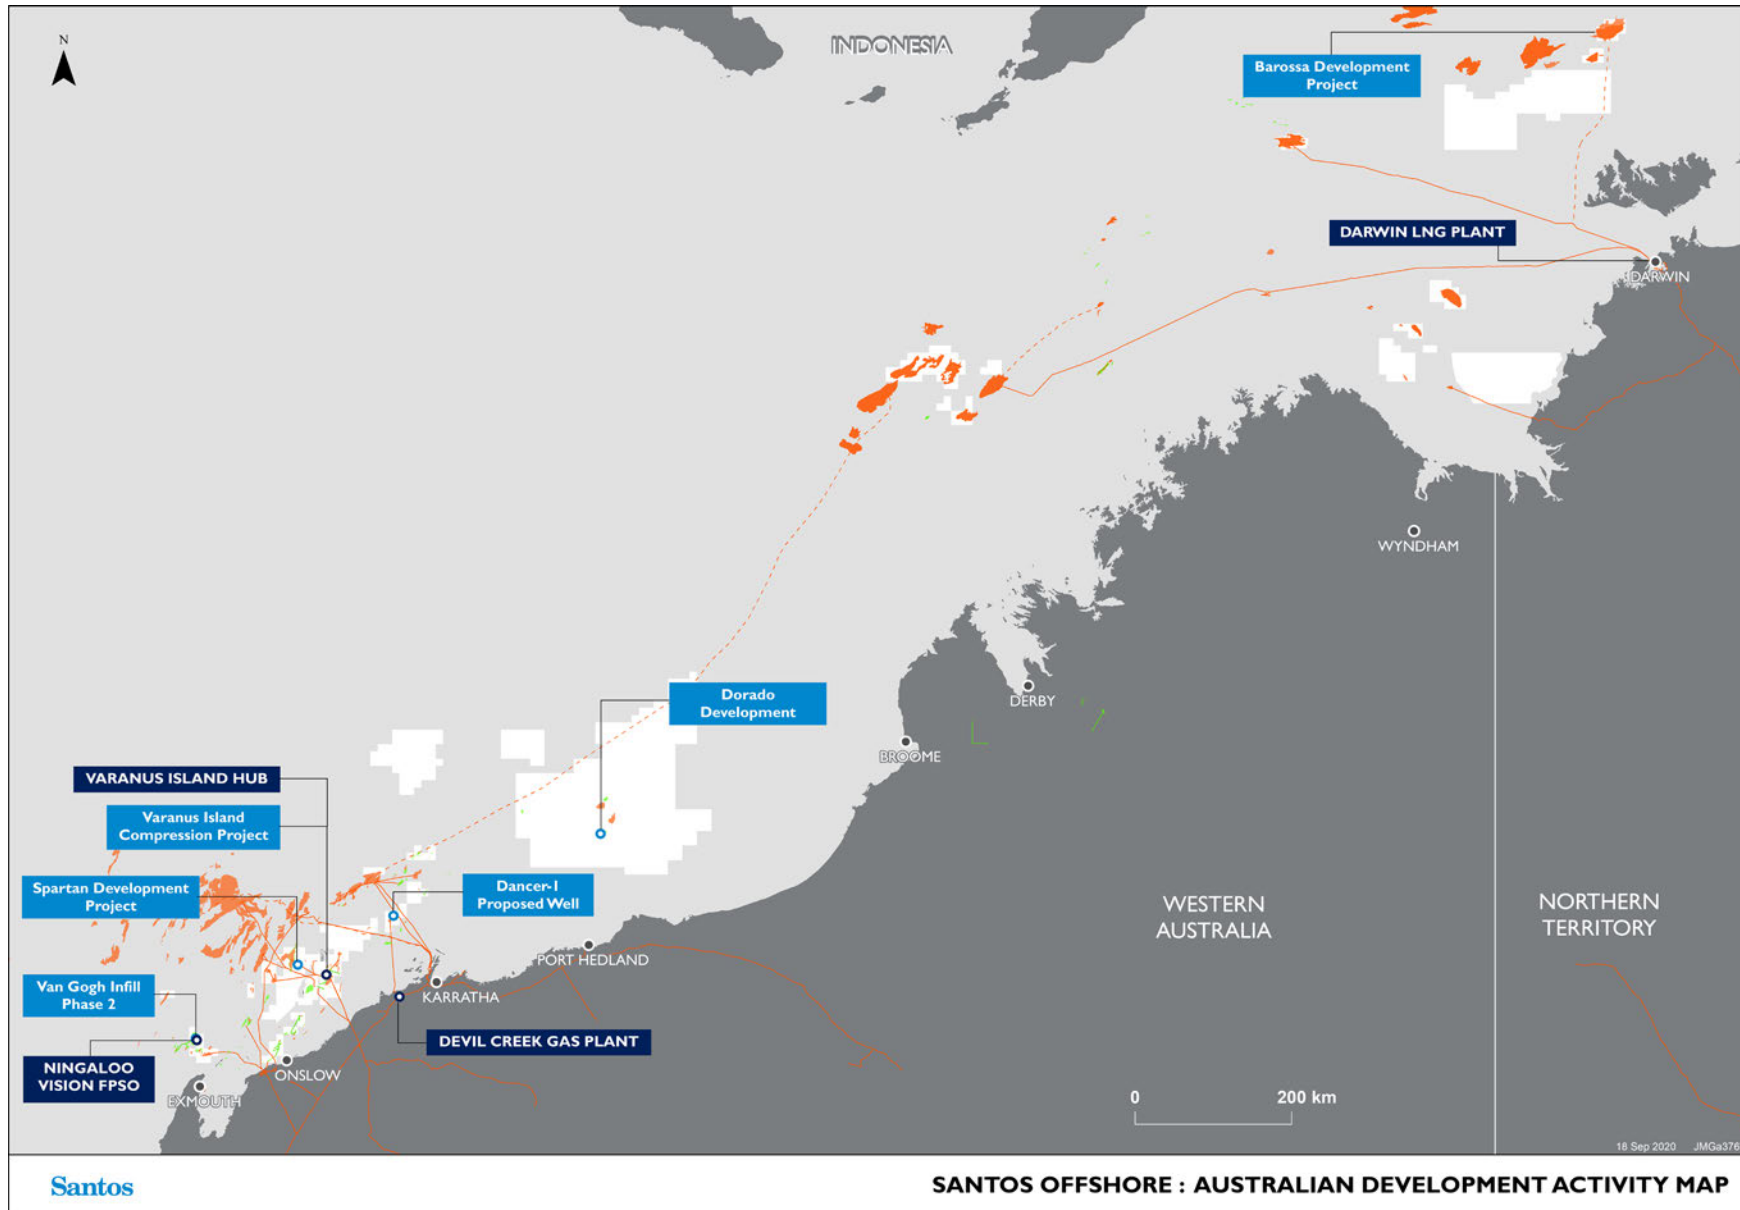 N
INDONESIA
Barossa Development
Project
DARWIN LNG PLANT
DARWIN
WYNDHAM
Dorado
Development
DERBY
BROOME
VARANUS ISLAND HUB
Varanus Island
Compression Project
Spartan Development
Project
Dancer-1
Proposed Well
WESTERN
AUSTRALIA
NORTHERN
TERRITORY
PORT HEDLAND
KARRATHA
Van Gogh Infill
Phase 2
DEVIL CREEK GAS PLANT
NINGALOO
VISION FPSO
ONSLOW
EXMOUTH
0 200 km
18 Sep 2020 JMGa376
Santos
SANTOS OFFSHORE : AUSTRALIAN DEVELOPMENT ACTIVITY MAP